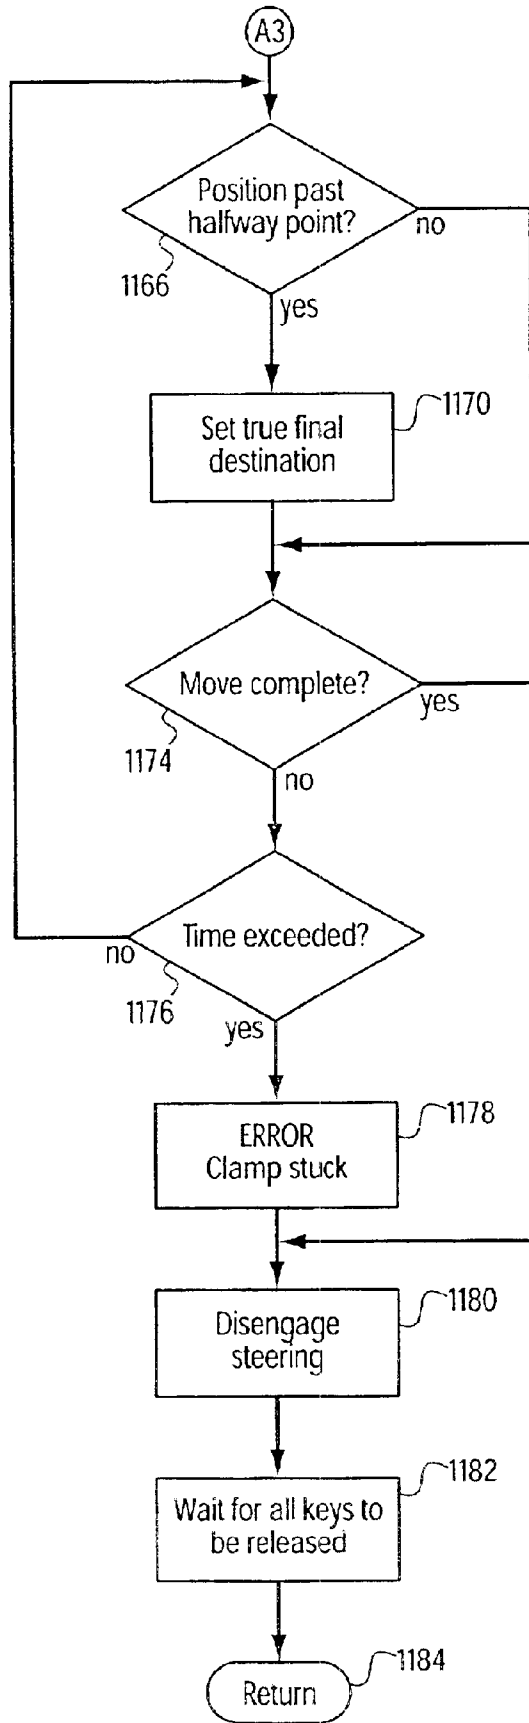 A3
Position past
halfway point?
no
1166
yes
1170
Set true final
destination
Move complete?
yes
1174
no
Time exceeded?
no
1176
yes
1178
ERROR
Clamp stuck
1180
Disengage
steering
1182
Wait for all keys to
be released
1184
Return